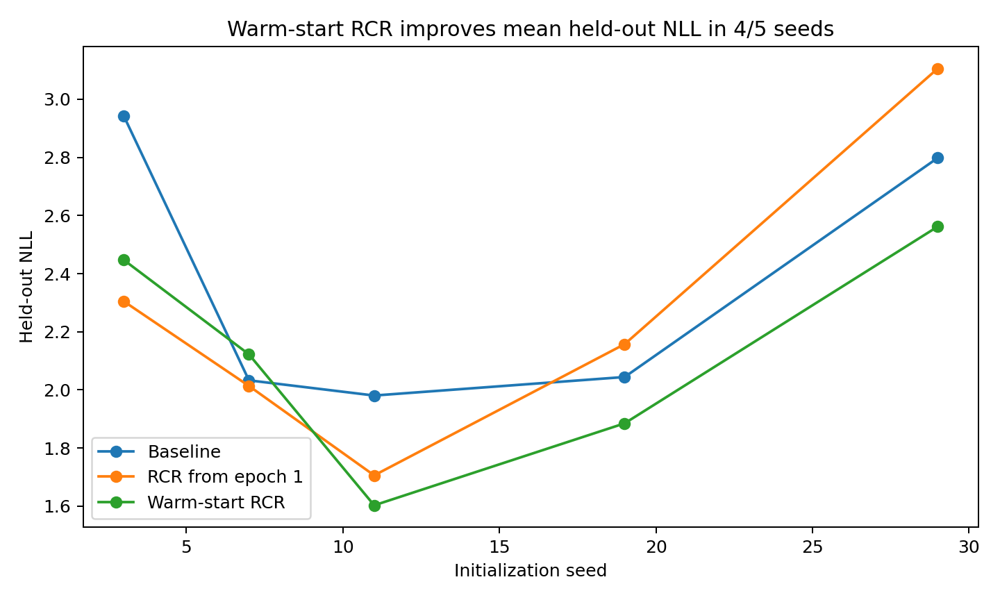 Warm-start RCR improves mean held-out NLL in 4/5 seeds
Held-out NLL
3.0
2.8
2.6
2.4
2.2
2.0
1.8
1.6
Baseline
RCR from epoch 1
Warm-start RCR
5
10
15
20
25
30
Initialization seed